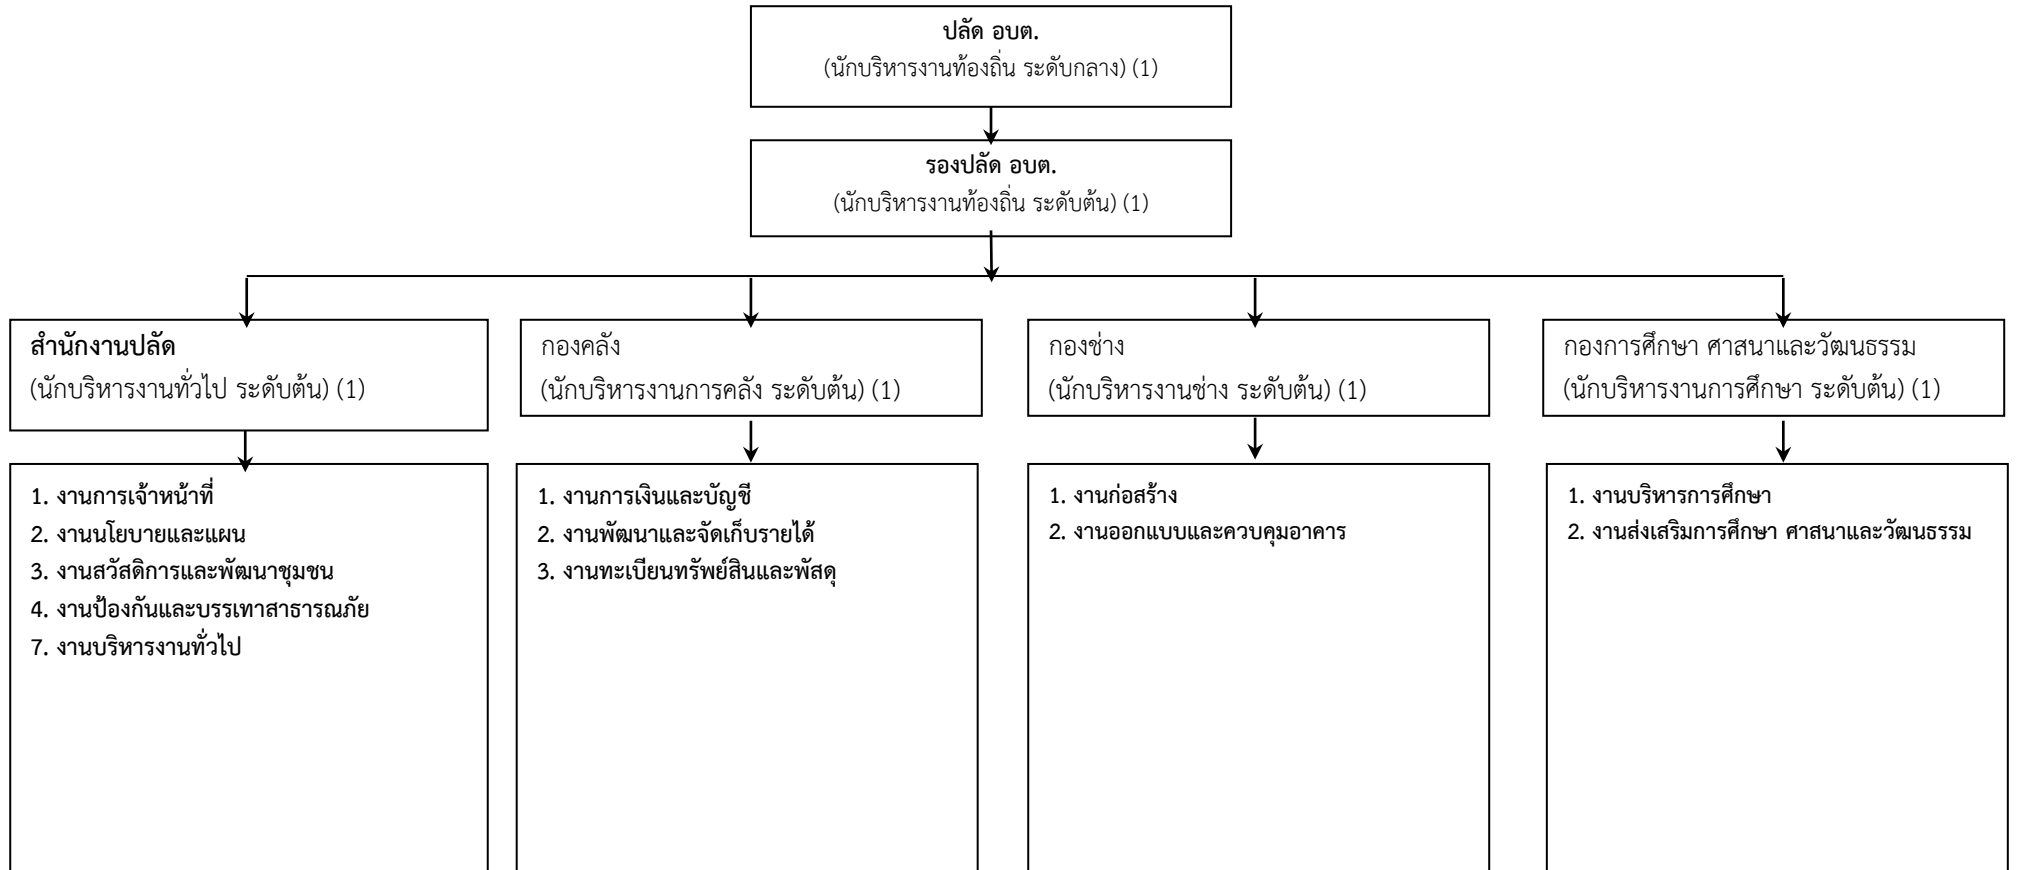 ปลัด อบต.
(นักบริหารงานท้องถิ่น ระดับกลาง) (1)
รองปลัด อบต.
(นักบริหารงานท้องถิ่น ระดับต้น) (1)
สำนักงานปลัด
(นักบริหารงานทั่วไป ระดับต้น) (1)
กองคลัง
(นักบริหารงานการคลัง ระดับต้น) (1)
กองช่าง
(นักบริหารงานช่าง ระดับต้น) (1)
กองการศึกษา ศาสนาและวัฒนธรรม
(นักบริหารงานการศึกษา ระดับต้น) (1)
1. งานการเจ้าหน้าที่
2. งานนโยบายและแผน
3. งานสวัสดิการและพัฒนาชุมชน
4. งานป้องกันและบรรเทาสาธารณภัย
7. งานบริหารงานทั่วไป
1. งานการเงินและบัญชี
2. งานพัฒนาและจัดเก็บรายได้
3. งานทะเบียนทรัพย์สินและพัสดุ
1. งานก่อสร้าง
2. งานออกแบบและควบคุมอาคาร
1. งานบริหารการศึกษา
2. งานส่งเสริมการศึกษา ศาสนาและวัฒนธรรม